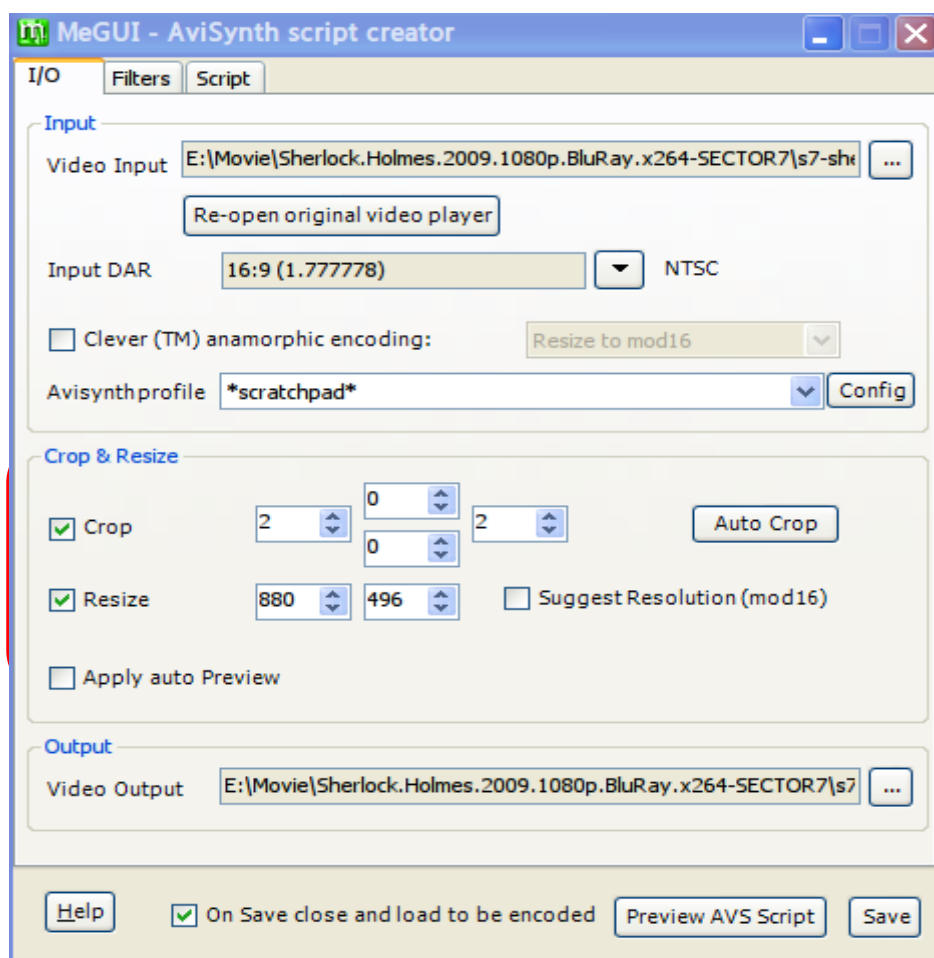 MeGUI - AviSynth script creator
I/O Filters Script
Input
Video Input E:\Movie\Sherlock.Holmes.2009.1080p.BluRay.x264-SECTOR7\s7-she ...
Re-open original video player
Input DAR 16:9 (1.777778) NTSC
Clever (TM) anamorphic encoding: Resize to mod16
Avisynthprofile *scratchpad* Config
Crop & Resize
0
Crop 2 2 Auto Crop
0
Resize 880 496 Suggest Resolution (mod16)
Apply auto Preview
Output
Video Output E:\Movie\Sherlock.Holmes.2009.1080p.BluRay.x264-SECTOR7\s7 ...
Help On Save close and load to be encoded Preview AVS Script Save